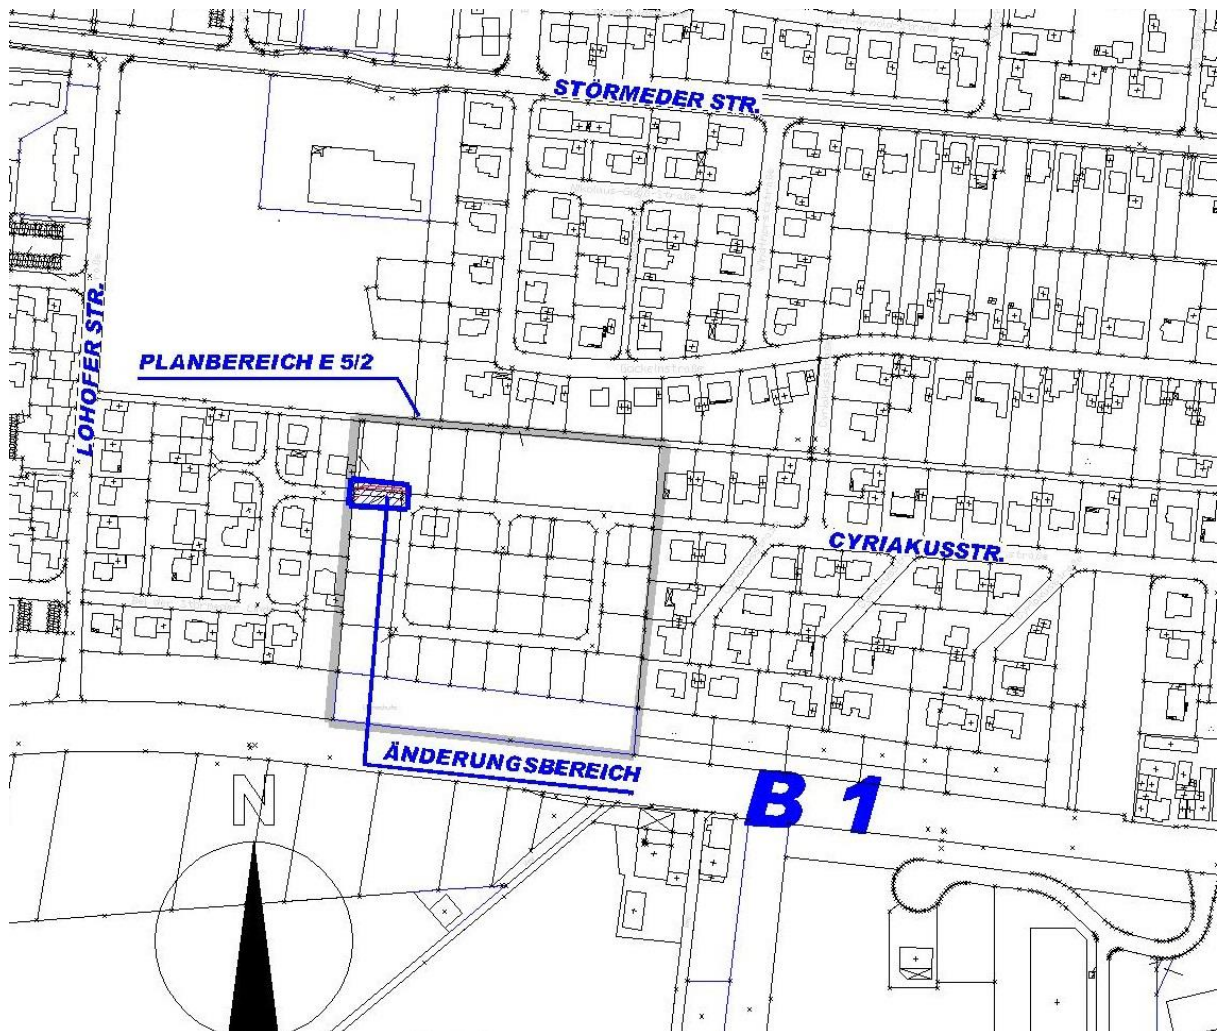 STÖRMEDER STR.
LOHOFER STR.
PLANBEREICH E 5/2
CYRIAKUSSTR.
ÄNDERUNGSBEREICH
B 1
N